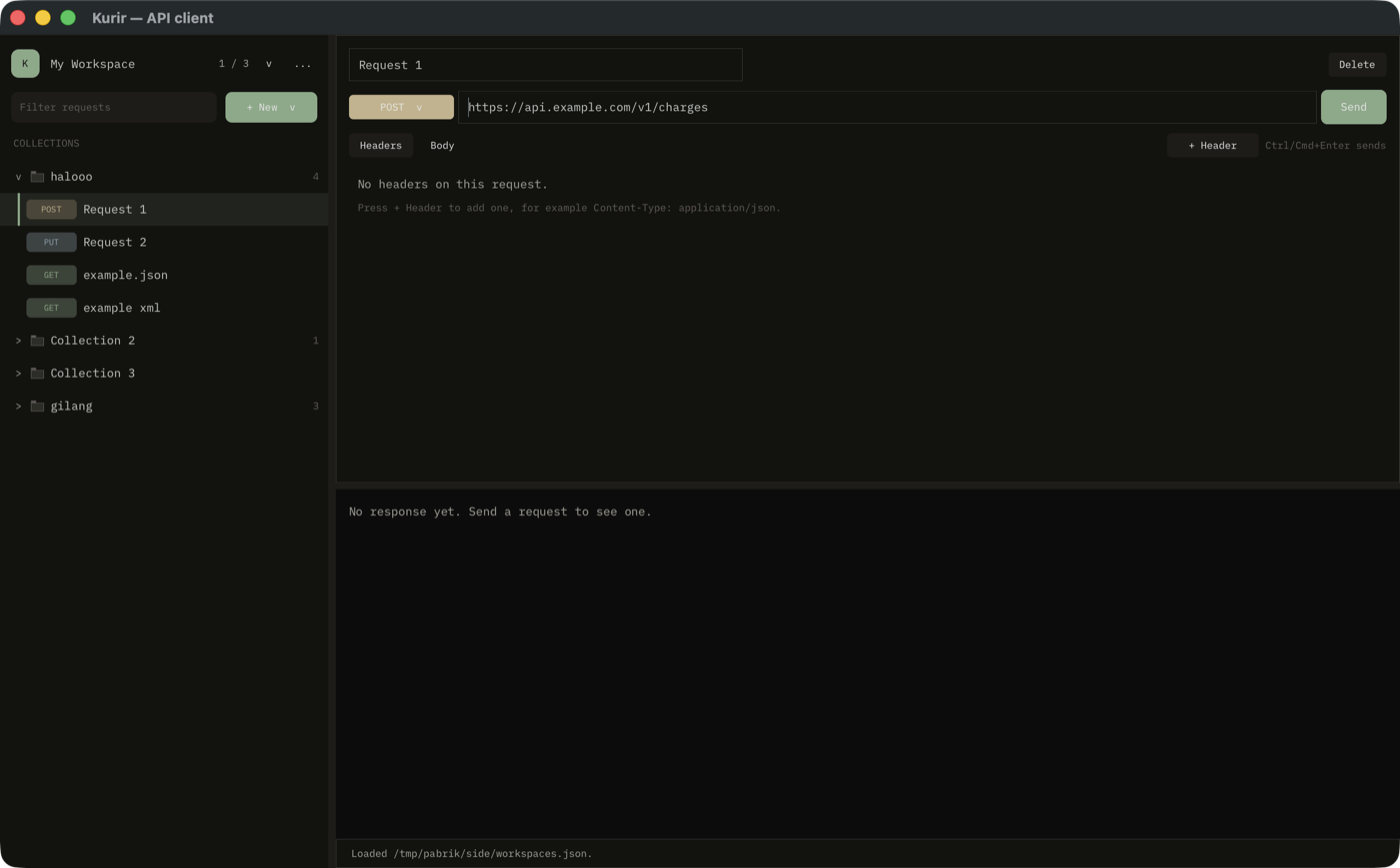 Kurir — API client
K My Workspace 1 / 3 v ...
Filter requests + New v
COLLECTIONS
v halooo 4
POST Request 1
PUT Request 2
GET example.json
GET example xml
> Collection 2 1
> Collection 3
> gilang 3
Request 1 Delete
POST v https://api.example.com/v1/charges Send
Headers Body + Header Ctrl/Cmd+Enter sends
No headers on this request.
Press + Header to add one, for example Content-Type: application/json.
No response yet. Send a request to see one.
Loaded /tmp/pabrik/side/workspaces.json.